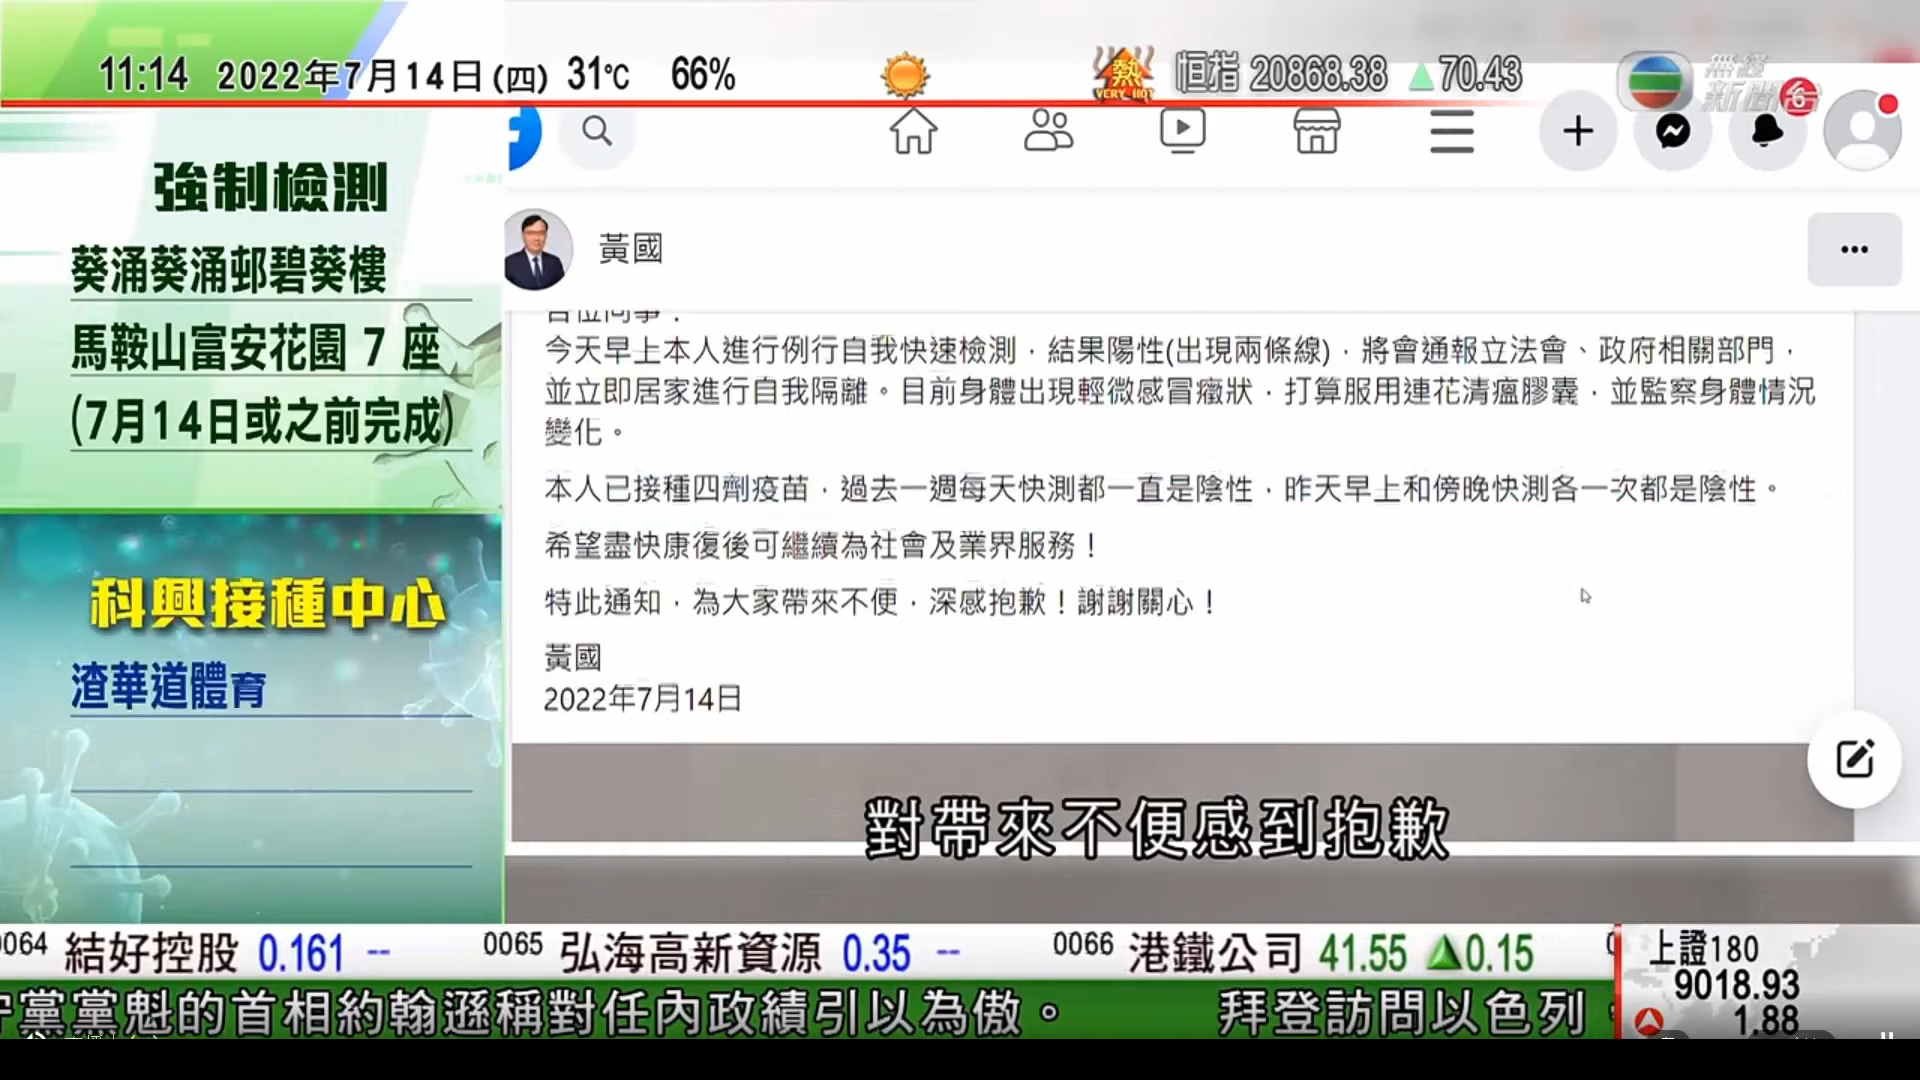 11:14 2022年7月14日(四) 31℃ 66%
熱
VERY HOT
恒指 20868.38 ▲70.43
無綫
新聞台
6
強制檢測
葵涌葵涌邨碧葵樓
馬鞍山富安花園 7 座
(7月14日或之前完成)
科興接種中心
渣華道體育
黃國
各位同事：
今天早上本人進行例行自我快速檢測，結果陽性(出現兩條線)，將會通報立法會、政府相關部門，
並立即居家進行自我隔離。目前身體出現輕微感冒癥狀，打算服用連花清瘟膠囊，並監察身體情況
變化。
本人已接種四劑疫苗，過去一週每天快測都一直是陰性，昨天早上和傍晚快測各一次都是陰性。
希望盡快康復後可繼續為社會及業界服務！
特此通知，為大家帶來不便，深感抱歉！謝謝關心！
黃國
2022年7月14日
對帶來不便感到抱歉
0064 結好控股 0.161 -- 0065 弘海高新資源 0.35 -- 0066 港鐵公司 41.55 ▲0.15
守黨黨魁的首相約翰遜稱對任內政績引以為傲。 拜登訪問以色列
上證180
9018.93
1.88